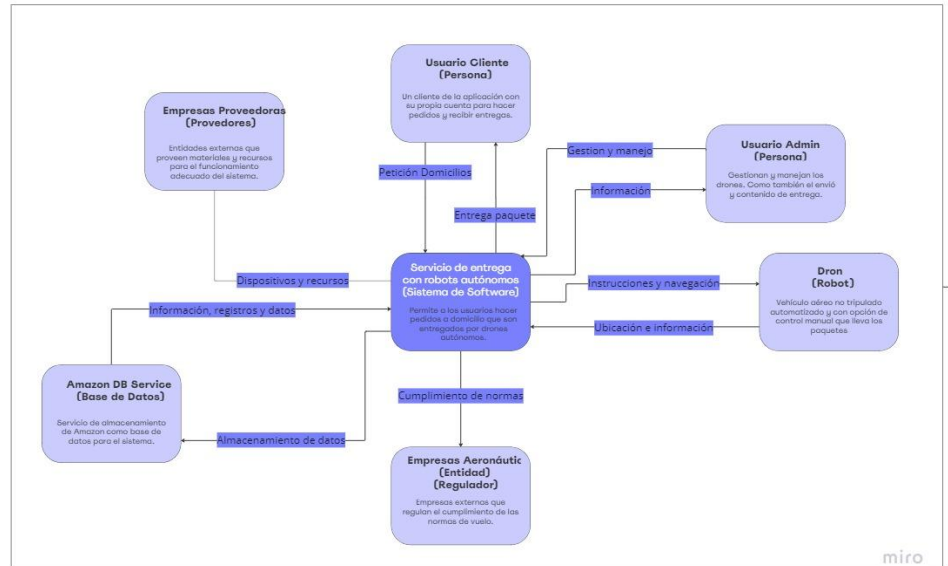 Usuario Cliente
(Persona)
Un cliente de la aplicación con
su propia cuenta para hacer
pedidos y recibir entregas.
Empresas Proveedoras
(Provedores)
Entidades externas que
proveen materiales y recursos
para el funcionamiento
adecuado del sistema.
Usuario Admin
(Persona)
Gestionan y manejan los
drones. Como también el envió
y contenido de entrega.
Gestion y manejo
Petición Domicilios
Información
Entrega paquete
Servicio de entrega
con robots autónomos
(Sistema de Software)
Permite a los usuarios hacer
pedidos a domicilio que son
entregados por drones
autónomos.
Dron
(Robot)
Vehículo aéreo no tripulado
automatizado y con opción de
control manual que lleva los
paquetes
Dispositivos y recursos
Instrucciones y navegación
Información, registros y datos
Ubicación e información
Amazon DB Service
(Base de Datos)
Servicio de almacenamiento
de Amazon como base de
datos para el sistema.
Cumplimiento de normas
Almacenamiento de datos
Empresas Aeronáutic
(Entidad)
(Regulador)
Empresas externas que
regulan el cumplimiento de las
normas de vuelo.
miro